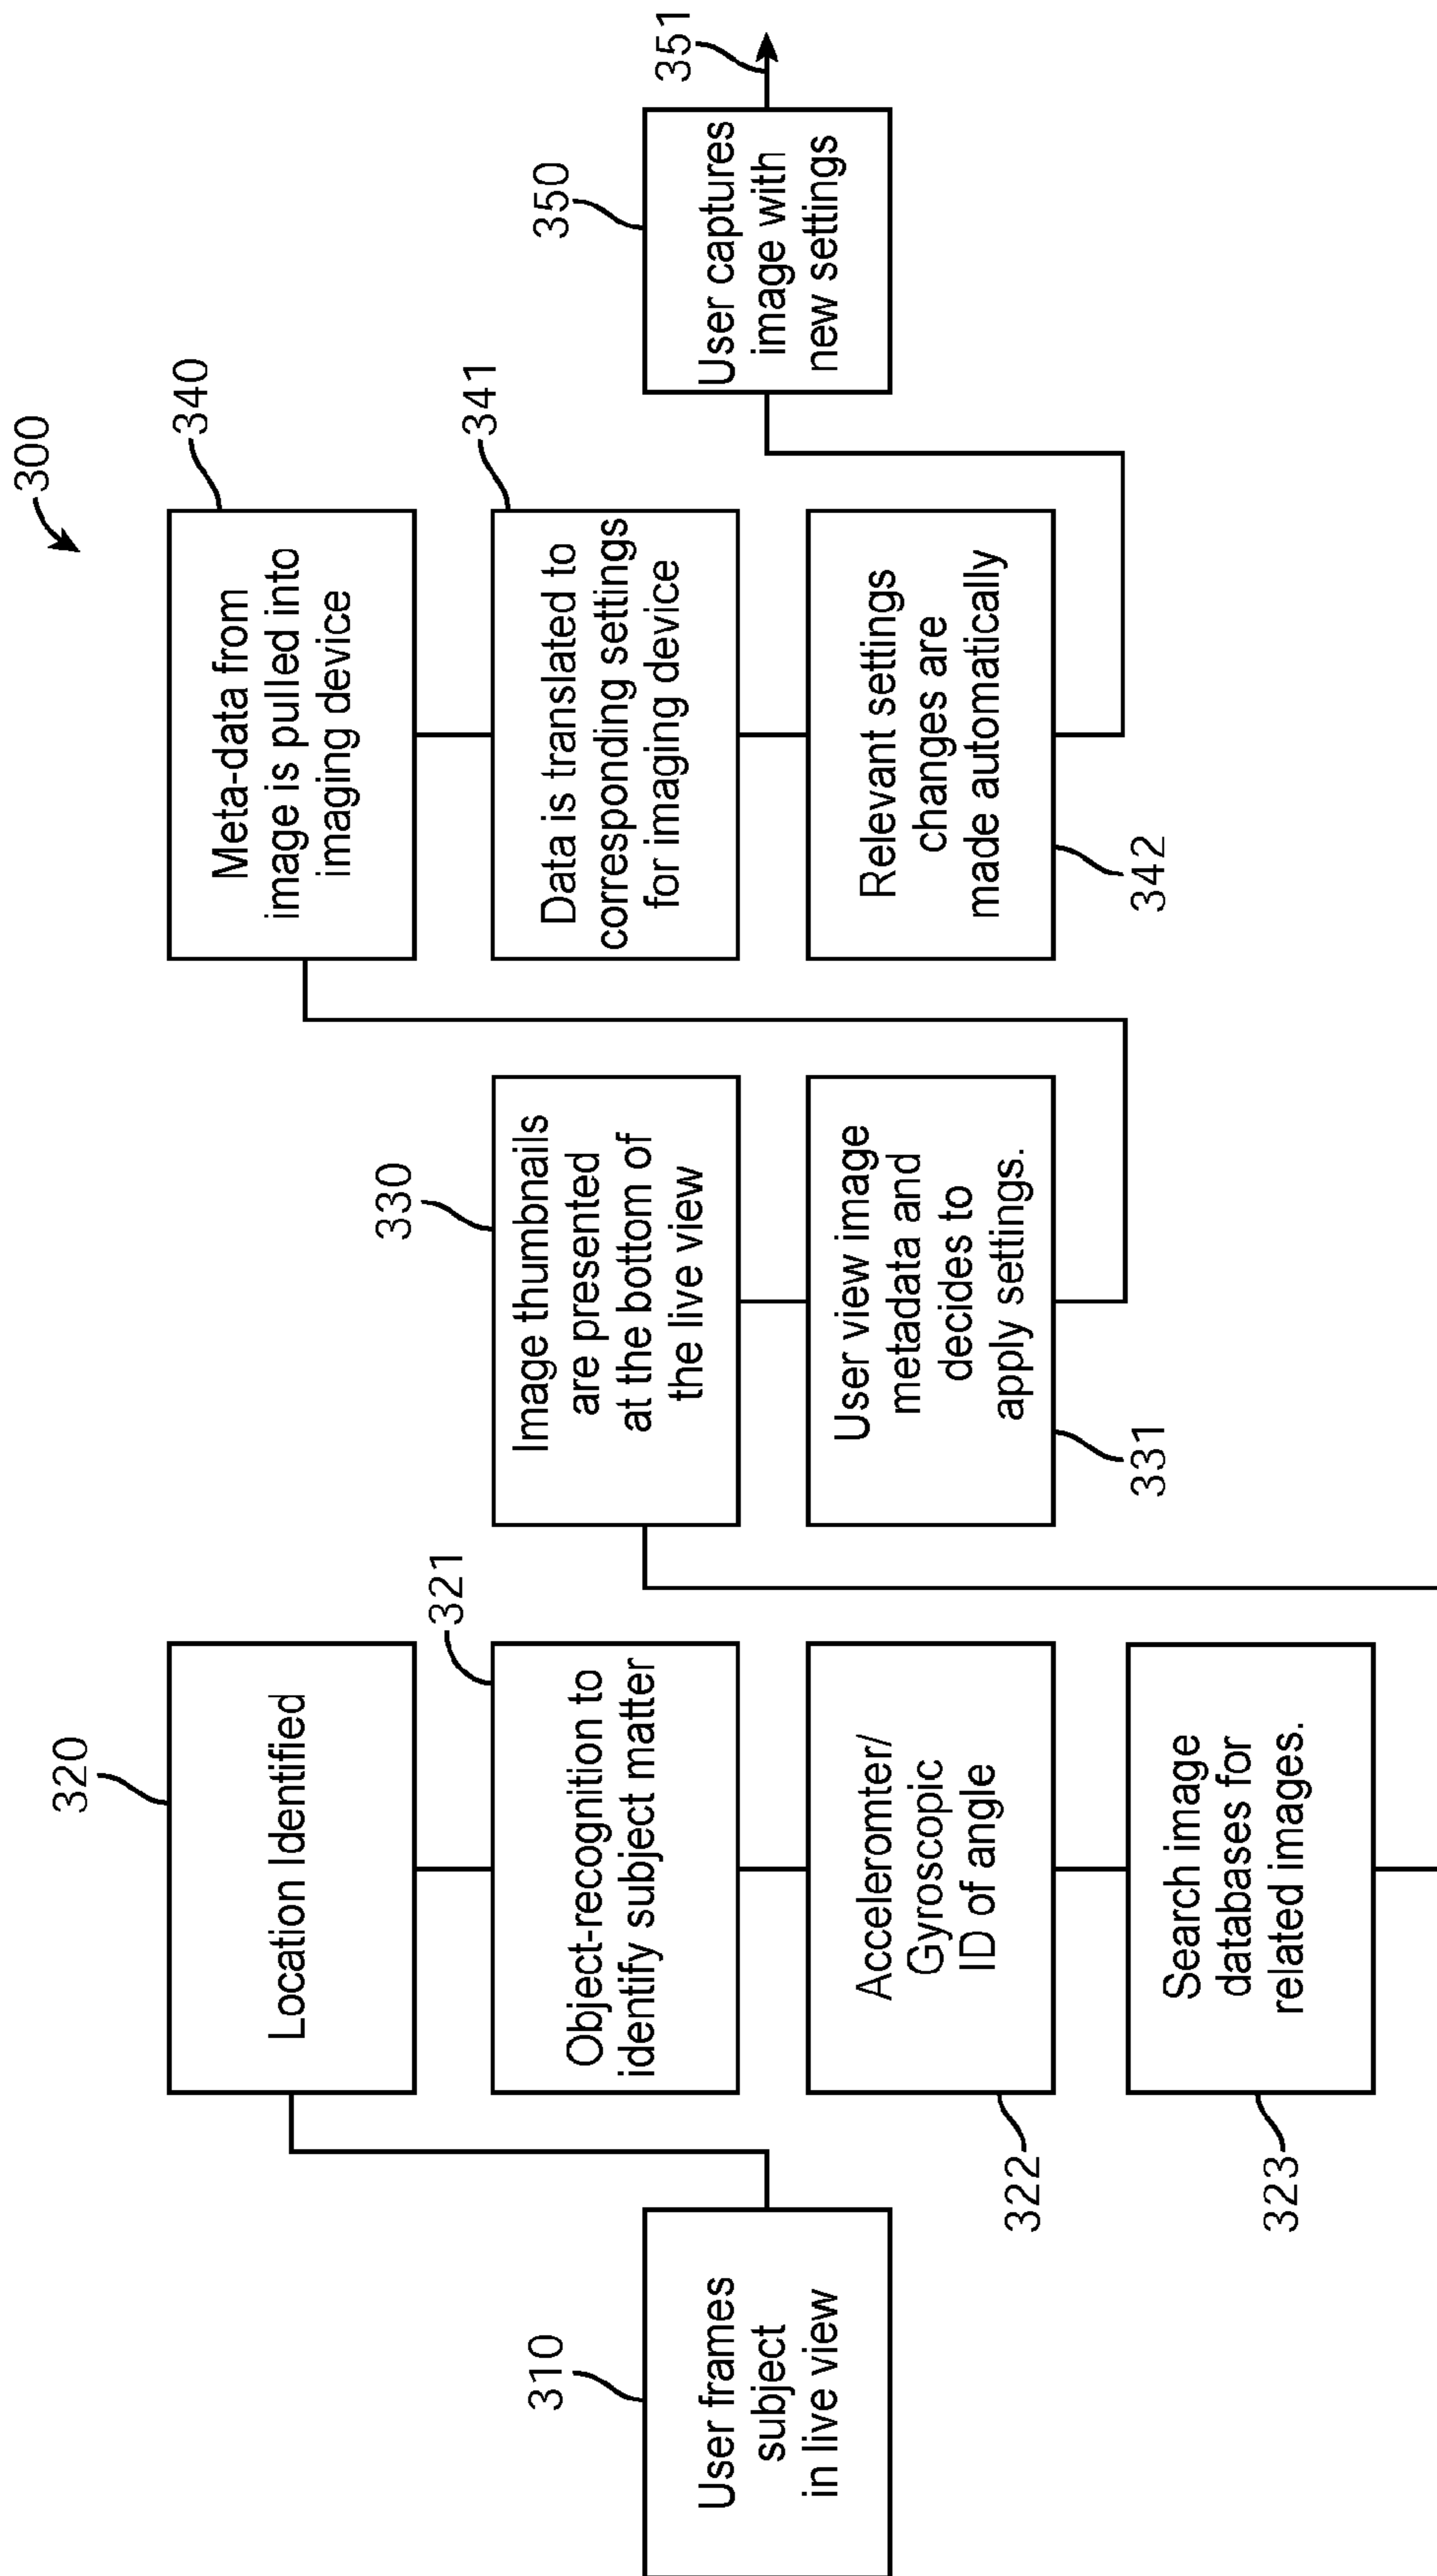 300
310
User frames
subject
in live view
320
Location Identified
321
Object-recognition to
identify subject matter
322
Acceleromter/
Gyroscopic
ID of angle
323
Search image
databases for
related images.
330
Image thumbnails
are presented
at the bottom of
the live view
331
User view image
metadata and
decides to
apply settings.
340
Meta-data from
image is pulled into
imaging device
341
Data is translated to
corresponding settings
for imaging device
342
Relevant settings
changes are
made automatically
350
User captures
image with
new settings
351